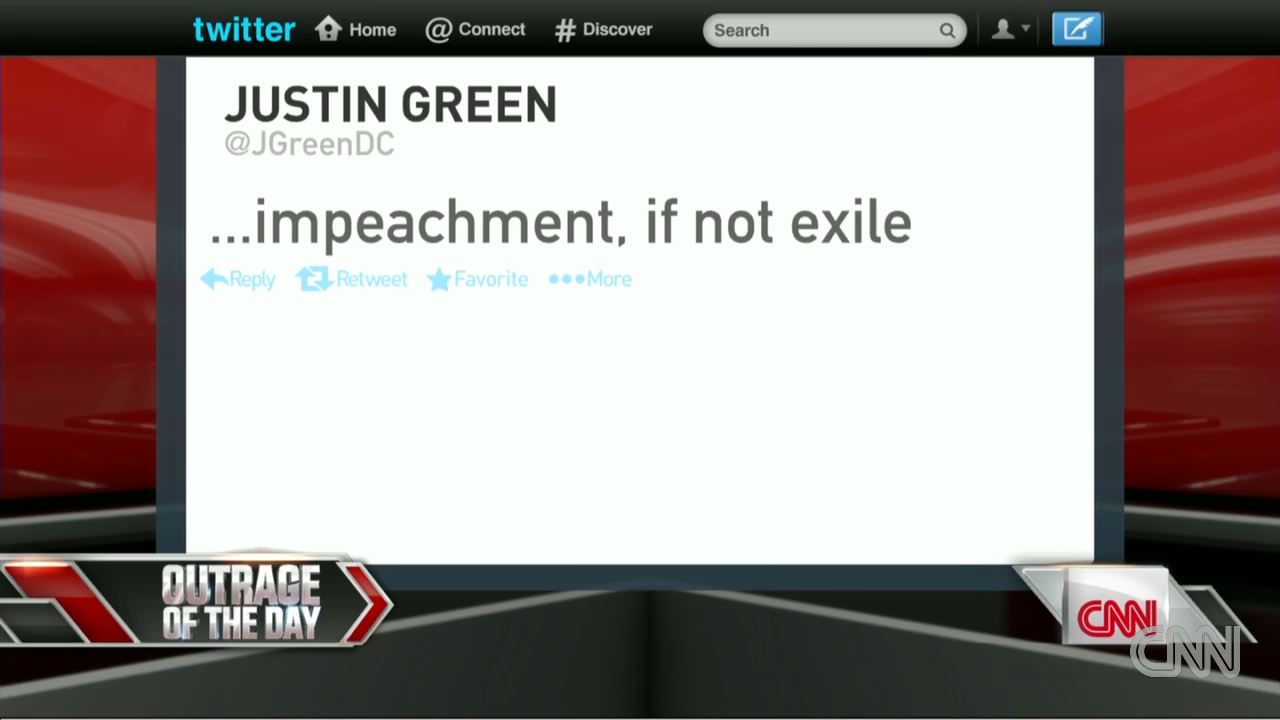 twitter Home @ Connect # Discover Search
JUSTIN GREEN
@JGreenDC
...impeachment, if not exile
Reply Retweet Favorite •••More
OUTRAGE
OF THE DAY
CNN
CNN